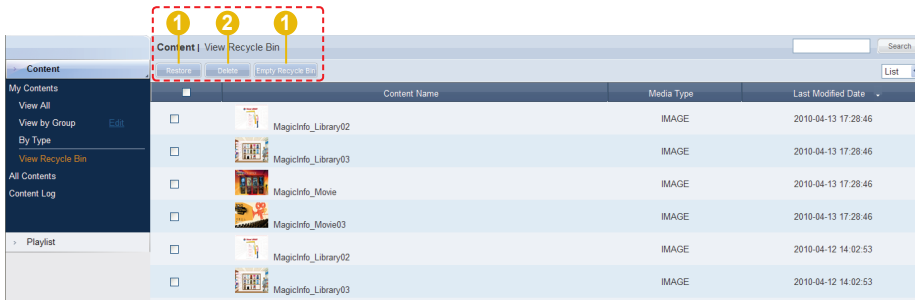 1 2 1
Content | View Recycle Bin Search
Content Restore Delete Empty Recycle Bin List
My Contents Content Name Media Type Last Modified Date
View All
View by Group Edit MagicInfo_Library02 IMAGE 2010-04-13 17:28:46
By Type
View Recycle Bin MagicInfo_Library03 IMAGE 2010-04-13 17:28:46
All Contents
Content Log MagicInfo_Movie IMAGE 2010-04-13 17:28:46
MagicInfo_Movie03 IMAGE 2010-04-13 17:28:46
Playlist
MagicInfo_Library02 IMAGE 2010-04-12 14:02:53
MagicInfo_Library03 IMAGE 2010-04-12 14:02:53